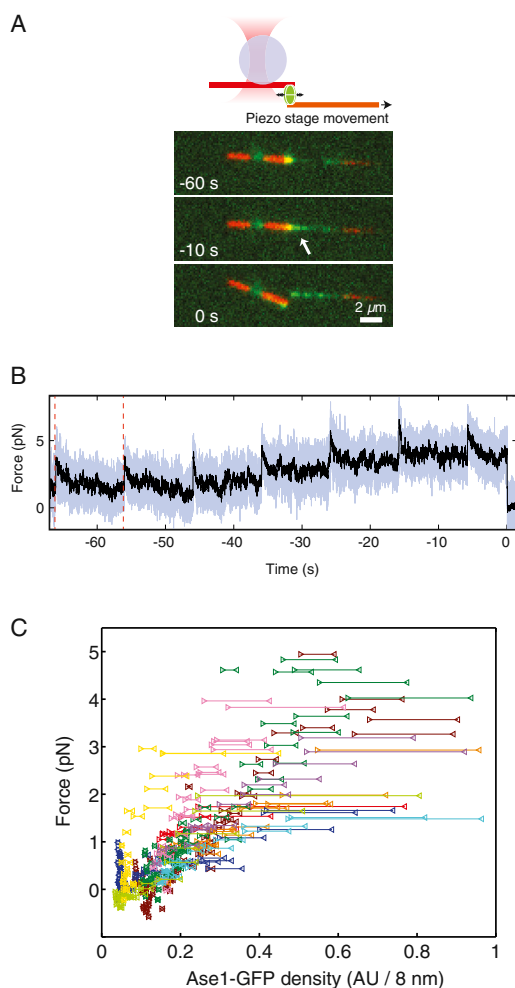 A
Piezo stage movement
-60 s
-10 s
0 s
2 µm
B
Force (pN)
5
0
-60
-50
-40
-30
-20
-10
0
Time (s)
C
Force (pN)
5
4
3
2
1
0
0
0.2
0.4
0.6
0.8
1
Ase1-GFP density (AU / 8 nm)